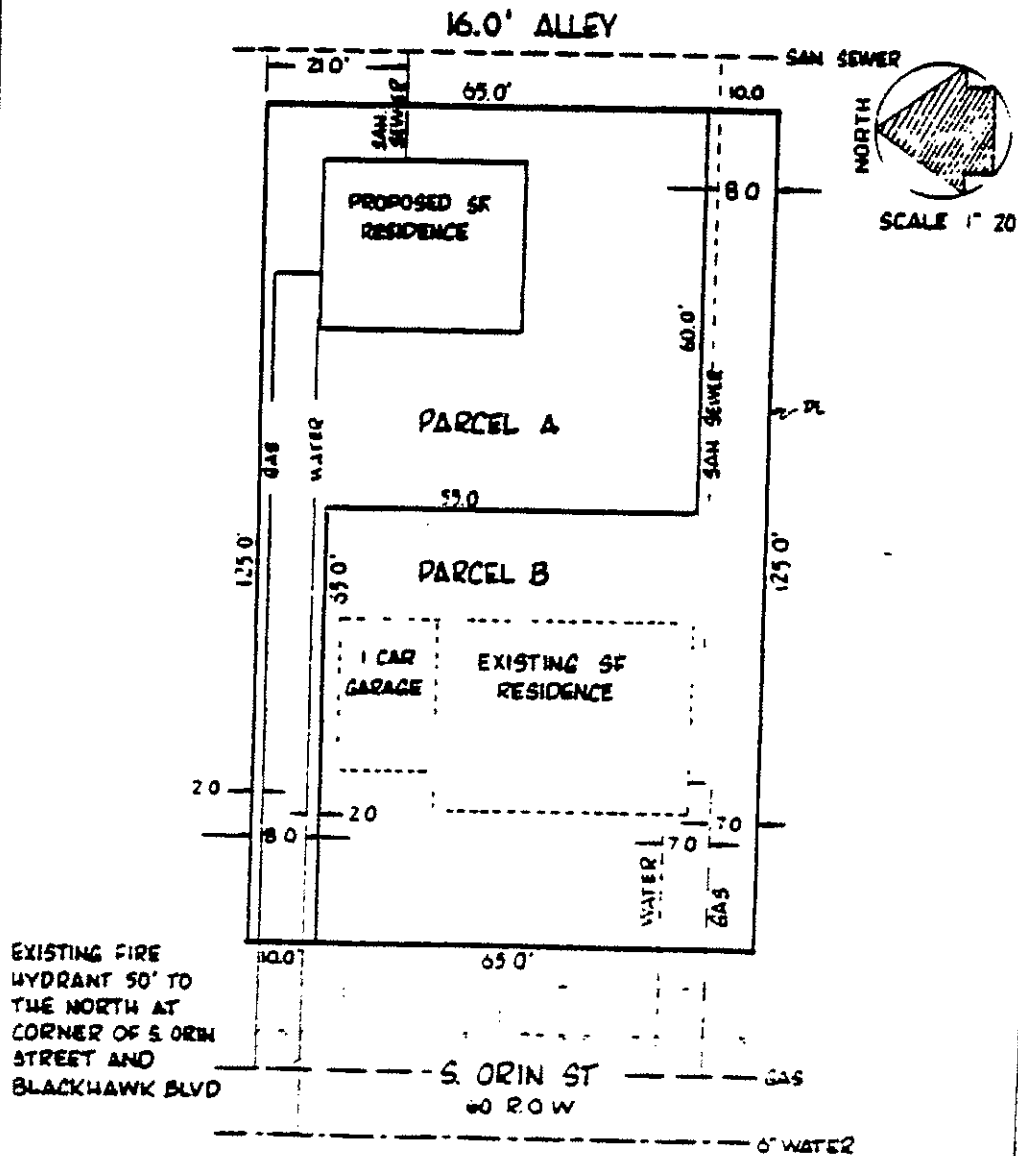 16.0' ALLEY
SAN SEWER
21.0'
65.0'
10.0
SAN.
SEWER
NORTH
8.0
SCALE 1" 20
PROPOSED SF
RESIDENCE
60.0'
SAN SEWER
PL
GAS
WATER
PARCEL A
55.0
125.0'
65.0'
125.0'
PARCEL B
1 CAR
GARAGE
EXISTING SF
RESIDENCE
2.0
2.0
8.0
7.0
7.0
WATER
GAS
10.0'
65.0'
EXISTING FIRE
HYDRANT 50' TO
THE NORTH AT
CORNER OF S. ORIN
STREET AND
BLACKHAWK BLVD
S. ORIN ST
GAS
60 R.O.W
6" WATER